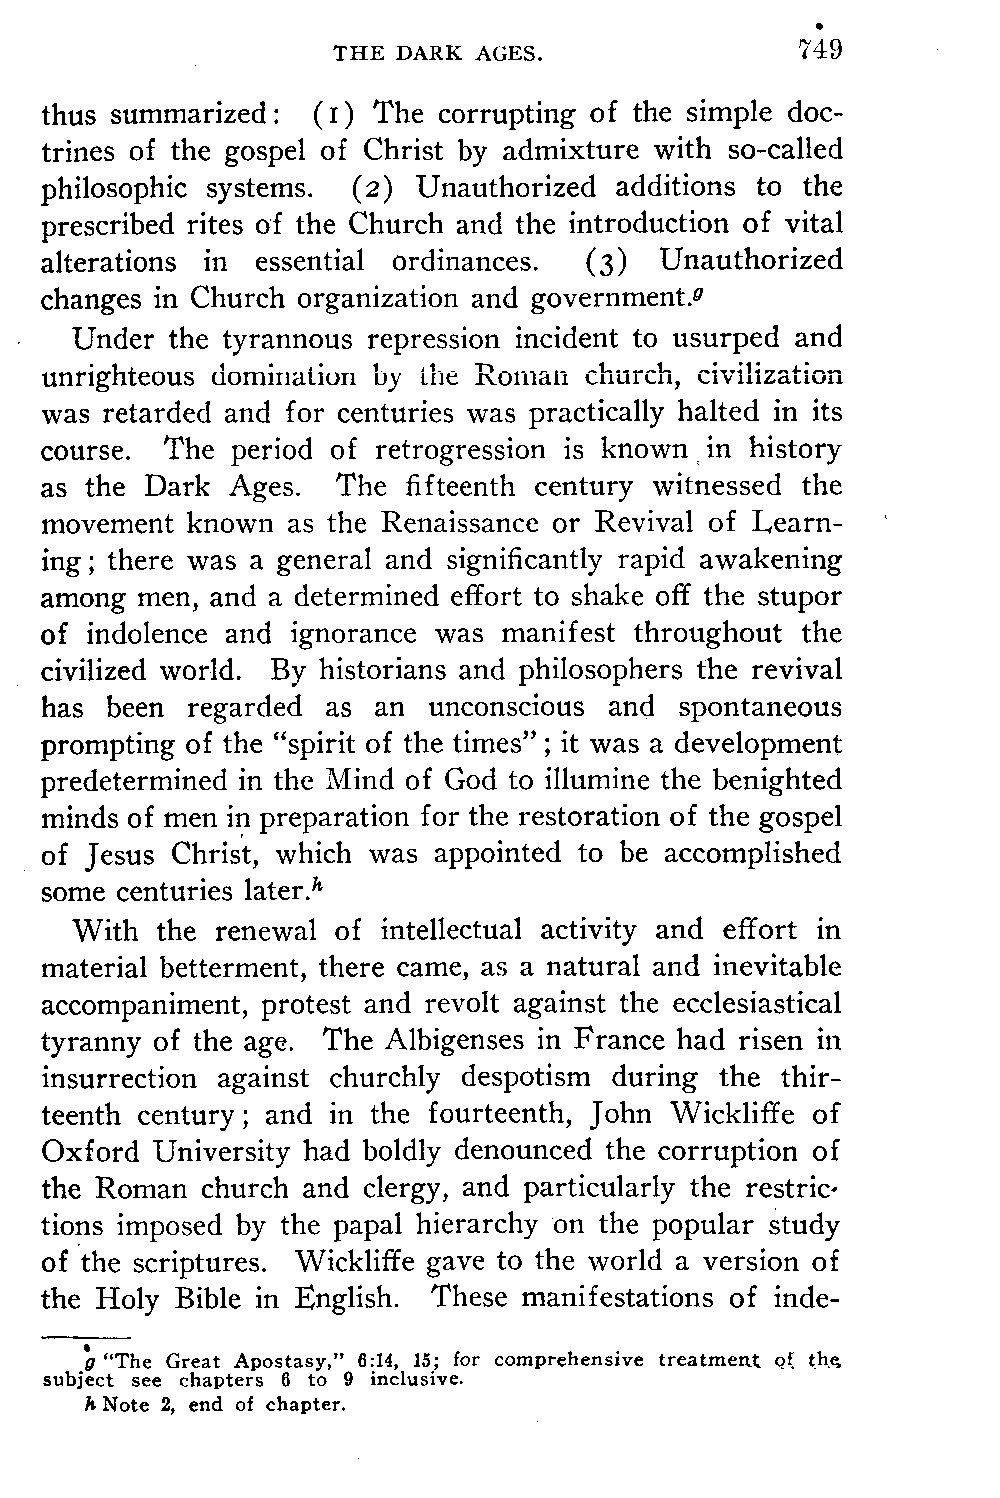 THE DARK AGES. 749
thus summarized: (1) The corrupting of the simple doc-
trines of the gospel of Christ by admixture with so-called
philosophic systems. (2) Unauthorized additions to the
prescribed rites of the Church and the introduction of vital
alterations in essential ordinances. (3) Unauthorized
changes in Church organization and government.g
Under the tyrannous repression incident to usurped and
unrighteous domination by the Roman church, civilization
was retarded and for centuries was practically halted in its
course. The period of retrogression is known in history
as the Dark Ages. The fifteenth century witnessed the
movement known as the Renaissance or Revival of Learn-
ing; there was a general and significantly rapid awakening
among men, and a determined effort to shake off the stupor
of indolence and ignorance was manifest throughout the
civilized world. By historians and philosophers the revival
has been regarded as an unconscious and spontaneous
prompting of the “spirit of the times”; it was a development
predetermined in the Mind of God to illumine the benighted
minds of men in preparation for the restoration of the gospel
of Jesus Christ, which was appointed to be accomplished
some centuries later.h
With the renewal of intellectual activity and effort in
material betterment, there came, as a natural and inevitable
accompaniment, protest and revolt against the ecclesiastical
tyranny of the age. The Albigenses in France had risen in
insurrection against churchly despotism during the thir-
teenth century; and in the fourteenth, John Wickliffe of
Oxford University had boldly denounced the corruption of
the Roman church and clergy, and particularly the restric-
tions imposed by the papal hierarchy on the popular study
of the scriptures. Wickliffe gave to the world a version of
the Holy Bible in English. These manifestations of inde-
g “The Great Apostasy,” 6:14, 15; for comprehensive treatment of the
subject see chapters 6 to 9 inclusive.
h Note 2, end of chapter.